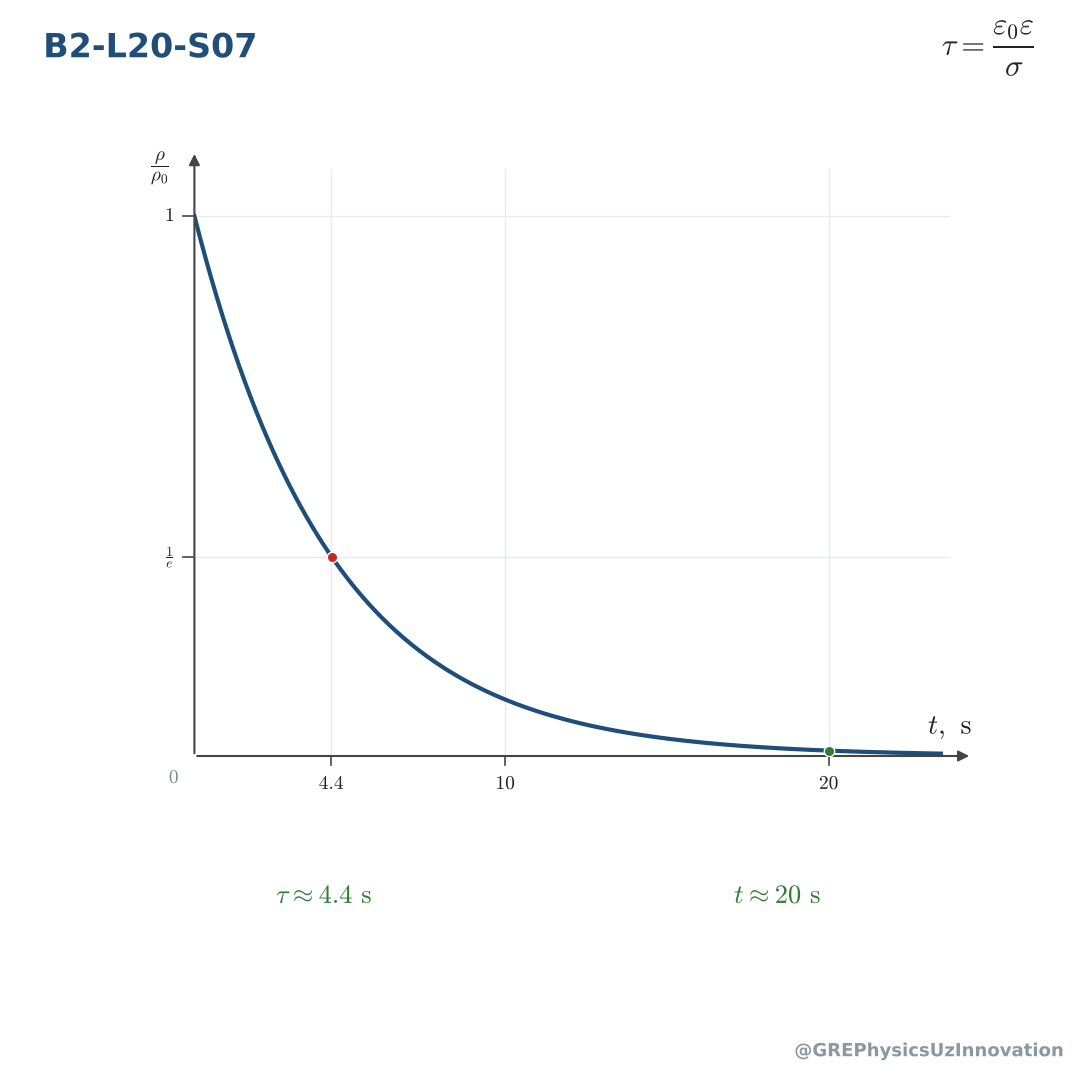 B2-L20-S07
τ = ε₀ε/σ
ρ/ρ₀
1
1/e
t, s
0
4.4 10 20
τ ≈ 4.4 s t ≈ 20 s
@GREPhysicsUzInnovation